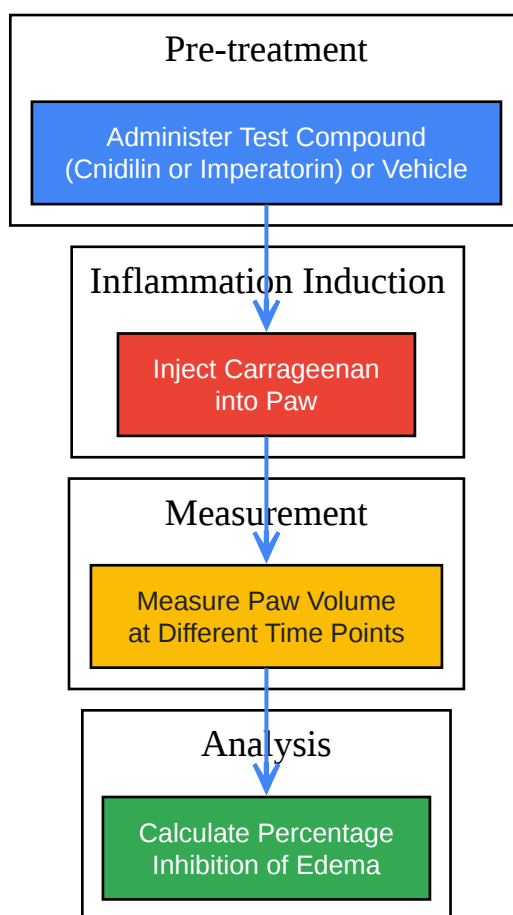 Pre-treatment
Administer Test Compound
(Cnidilin or Imperatorin) or Vehicle
Inflammation Induction
Inject Carrageenan
into Paw
Measurement
Measure Paw Volume
at Different Time Points
Analysis
Calculate Percentage
Inhibition of Edema